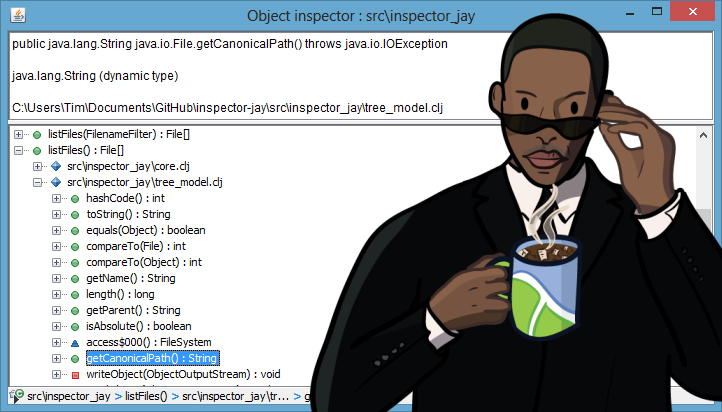 Object inspector : src\inspector_jay
public java.lang.String java.io.File.getCanonicalPath() throws java.io.IOException
java.lang.String (dynamic type)
C:\Users\Tim\Documents\GitHub\inspector-jay\src\inspector_jay\tree_model.clj
listFiles(FilenameFilter) : File[]
listFiles() : File[]
src\inspector_jay\core.clj
src\inspector_jay\tree_model.clj
hashCode() : int
toString() : String
equals(Object) : boolean
compareTo(File) : int
compareTo(Object) : int
getName() : String
length() : long
getParent() : String
isAbsolute() : boolean
access$000() : FileSystem
getCanonicalPath() : String
writeObject(ObjectOutputStream) : void
src\inspector_jay > listFiles() > src\inspector_jay\tr... > g